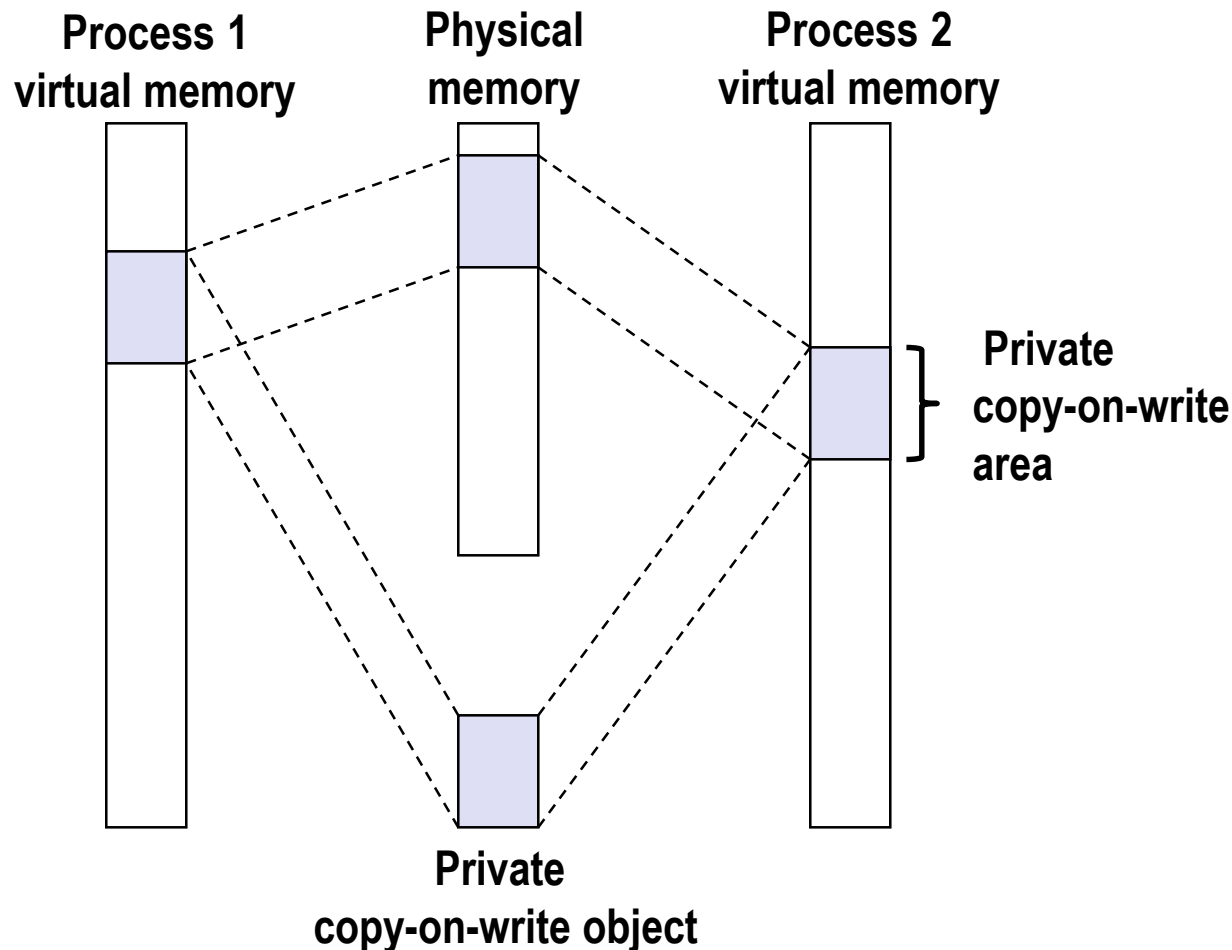 Process 1
virtual memory
Physical
memory
Process 2
virtual memory
Private
copy-on-write
area
Private
copy-on-write object